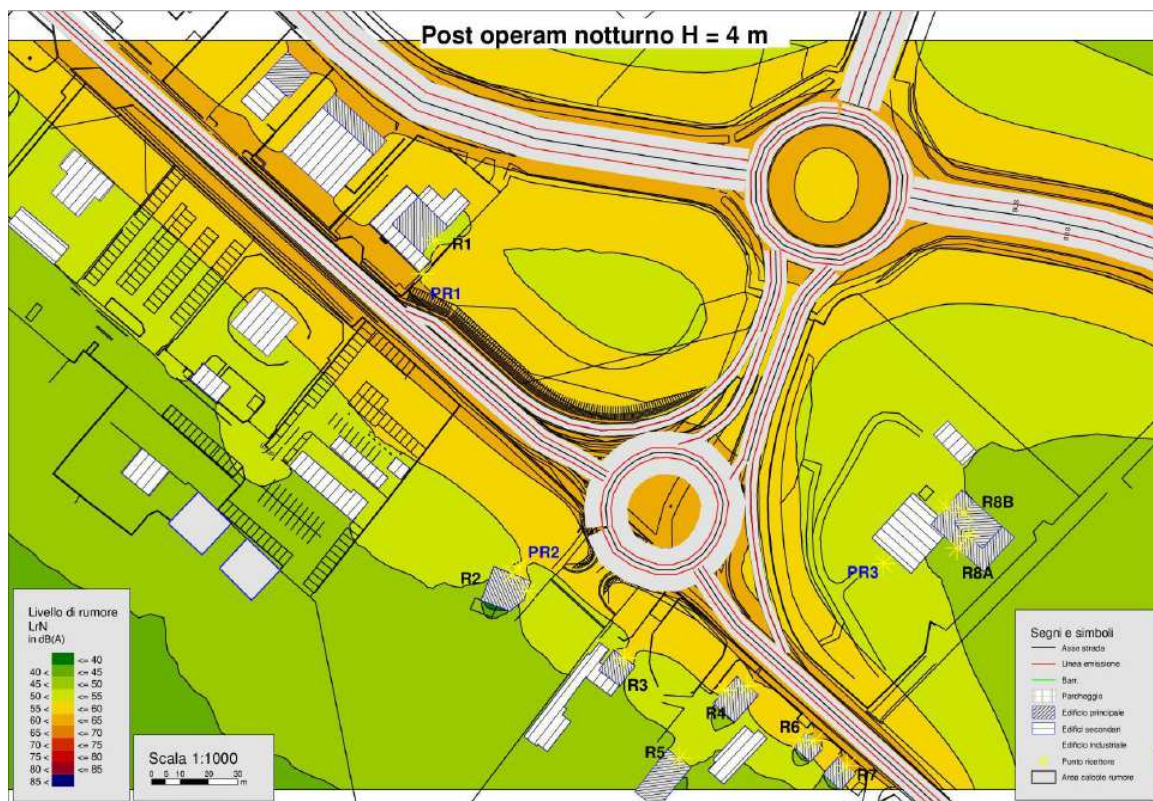 Post operam notturno H = 4 m
BUS
BUS
R1
PR1
R8B
PR2
R2
PR3
R8A
R3
R4
R6
R5
R7
Livello di rumore
LrN
in dB(A)
<= 40
40 < <= 45
45 < <= 50
50 < <= 55
55 < <= 60
60 < <= 65
65 < <= 70
70 < <= 75
75 < <= 80
80 < <= 85
85 <
Scala 1:1000
0 5 10 20 30
m
Segni e simboli
Asse strada
Linea emissione
Barr.
Parcheggio
Edificio principale
Edifici secondari
Edificio industriale
Punto ricettore
Area calcolo rumore